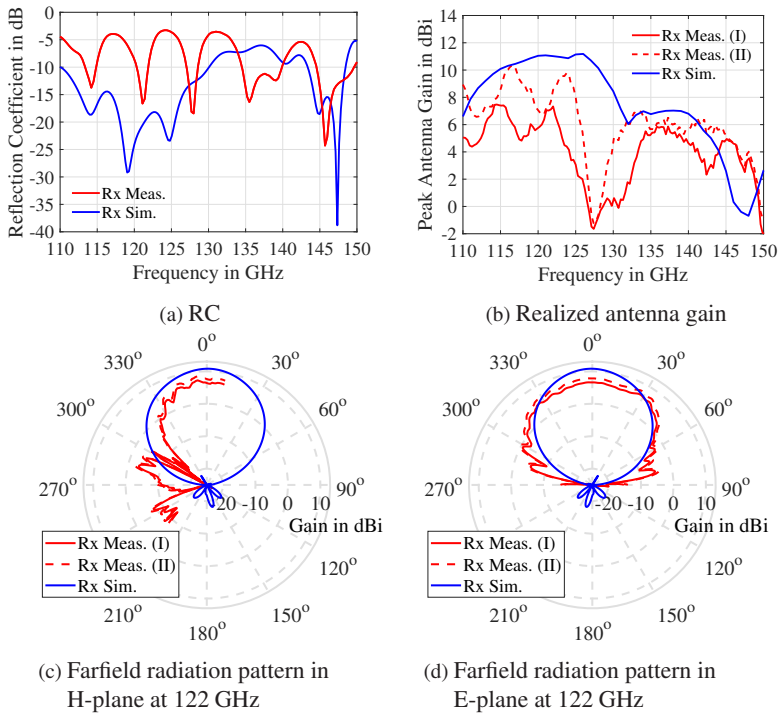 0
-5
-10
-15
-20
-25
-30
-35
-40
Reflection Coefficient in dB
Rx Meas.
Rx Sim.
110 115 120 125 130 135 140 145 150
Frequency in GHz
(a) RC
14
12
10
8
6
4
2
0
-2
Peak Antenna Gain in dBi
Rx Meas. (I)
Rx Meas. (II)
Rx Sim.
110 115 120 125 130 135 140 145 150
Frequency in GHz
(b) Realized antenna gain
0°
330° 30°
300° 60°
270° 90°
-20 -10 0 10
Gain in dBi
Rx Meas. (I)
Rx Meas. (II)
Rx Sim.
120°
210° 150°
180°
(c) Farfield radiation pattern in
H-plane at 122 GHz
0°
330° 30°
300° 60°
270° 90°
-20 -10 0 10
Gain in dBi
Rx Meas. (I)
Rx Meas. (II)
Rx Sim.
120°
210° 150°
180°
(d) Farfield radiation pattern in
E-plane at 122 GHz